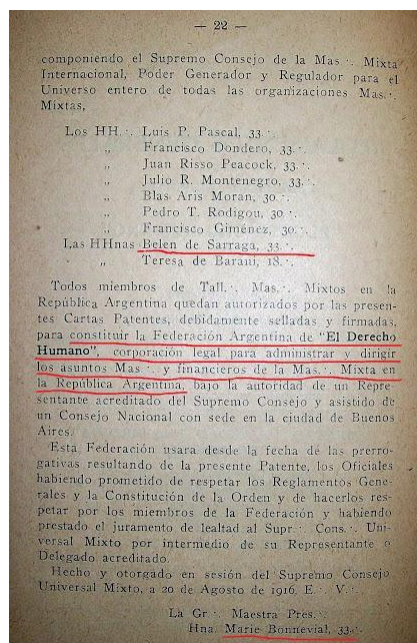 — 22 —
componiendo el Supremo Consejo de la Mas∴ Mixta
Internacional, Poder Generador y Regulador para el
Universo entero de todas las organizaciones Mas∴
Mixtas,
Los HH∴ Luis P. Pascal, 33∴
„ Francisco Dondero, 33∴
„ Juan Risso Peacock, 33∴
„ Julio R. Montenegro, 33∴
„ Blas Aris Moran, 30∴
„ Pedro T. Rodigou, 30∴
„ Francisco Giménez, 30∴
Las HHnas Belen de Sarraga, 33∴
„ Teresa de Barani, 18∴
Todos miembros de Tall∴ Mas∴ Mixtos en la
República Argentina quedan autorizados por las presen-
tes Cartas Patentes, debidamente selladas y firmadas,
para constituir la Federación Argentina de "El Derecho
Humano", corporación legal para administrar y dirigir
los asuntos Mas∴ y financieros de la Mas∴ Mixta en
la República Argentina, bajo la autoridad de un Repre-
sentante acreditado del Supremo Consejo y asistido de
un Consejo Nacional con sede en la ciudad de Buenos
Aires.
Esta Federación usara desde la fecha de las prerro-
gativas resultando de la presente Patente, los Oficiales
habiendo prometido de respetar los Reglamentos Gene-
rales y la Constitución de la Orden y de hacerlos res-
petar por los miembros de la Federación y habiendo
prestado el juramento de lealtad al Supr∴ Cons∴ Uni-
versal Mixto por intermedio de su Representante o
Delegado acreditado.
Hecho y otorgado en sesión del Supremo Consejo
Universal Mixto, a 20 de Agosto de 1916. E∴ V∴
La Gr∴ Maestra Pres∴
Hna. Marie Bonnevial, 33∴